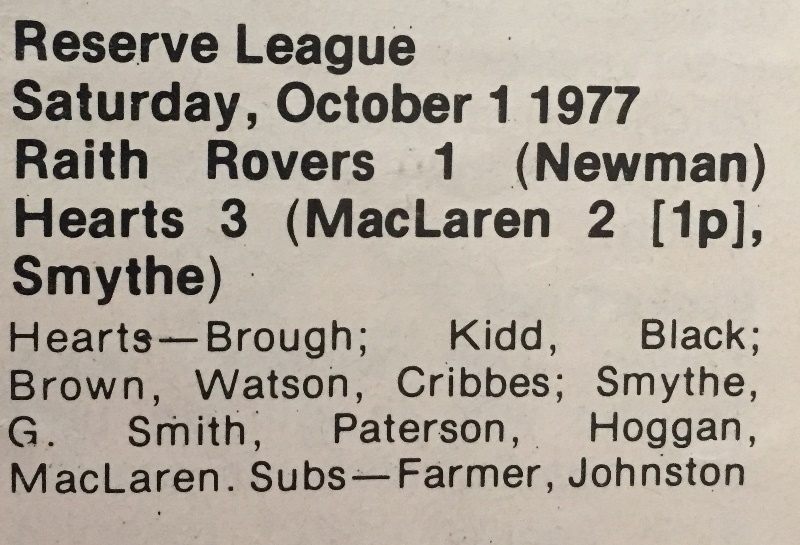 Reserve League
Saturday, October 1 1977
Raith Rovers 1 (Newman)
Hearts 3 (MacLaren 2 [1p],
Smythe)
Hearts—Brough; Kidd, Black;
Brown, Watson, Cribbes; Smythe,
G. Smith, Paterson, Hoggan,
MacLaren. Subs—Farmer, Johnston